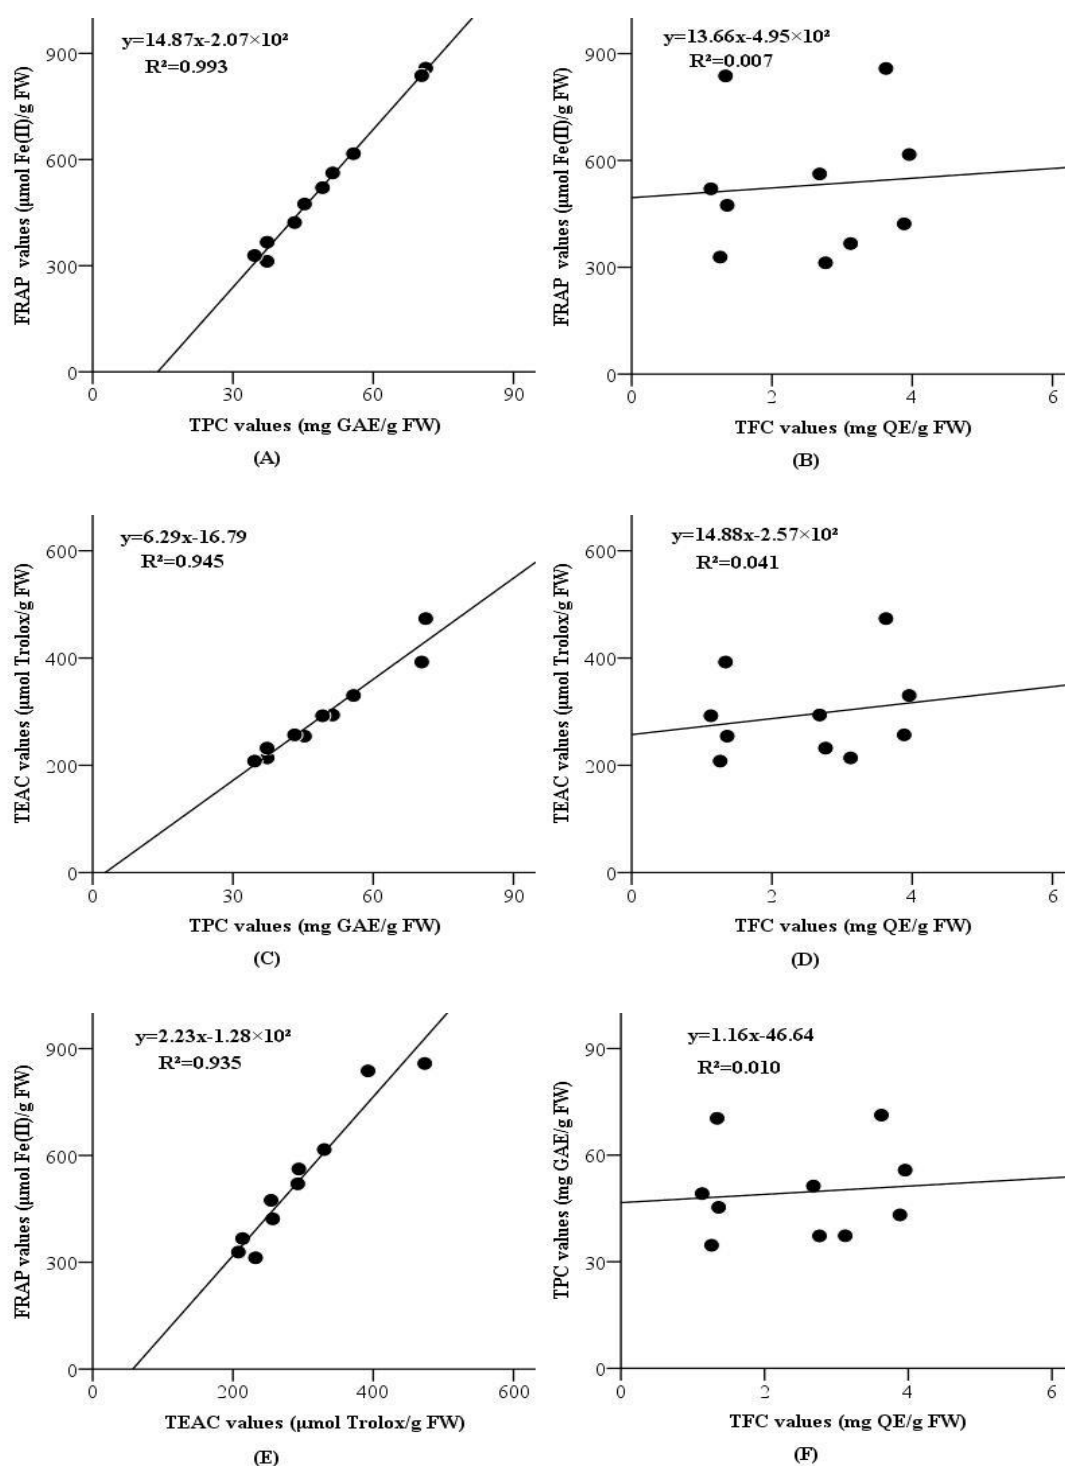 y=14.87x-2.07×10²
R²=0.993
900
600
300
0
0 30 60 90
FRAP values (μmol Fe(II)/g FW)
TPC values (mg GAE/g FW)
(A)
y=13.66x-4.95×10²
R²=0.007
900
600
300
0
0 2 4 6
FRAP values (μmol Fe(II)/g FW)
TFC values (mg QE/g FW)
(B)
y=6.29x-16.79
R²=0.945
600
400
200
0
0 30 60 90
TEAC values (μmol Trolox/g FW)
TPC values (mg GAE/g FW)
(C)
y=14.88x-2.57×10²
R²=0.041
600
400
200
0
0 2 4 6
TEAC values (μmol Trolox/g FW)
TFC values (mg QE/g FW)
(D)
y=2.23x-1.28×10²
R²=0.935
900
600
300
0
0 200 400 600
FRAP values (μmol Fe(II)/g FW)
TEAC values (μmol Trolox/g FW)
(E)
y=1.16x-46.64
R²=0.010
90
60
30
0
0 2 4 6
TPC values (mg GAE/g FW)
TFC values (mg QE/g FW)
(F)